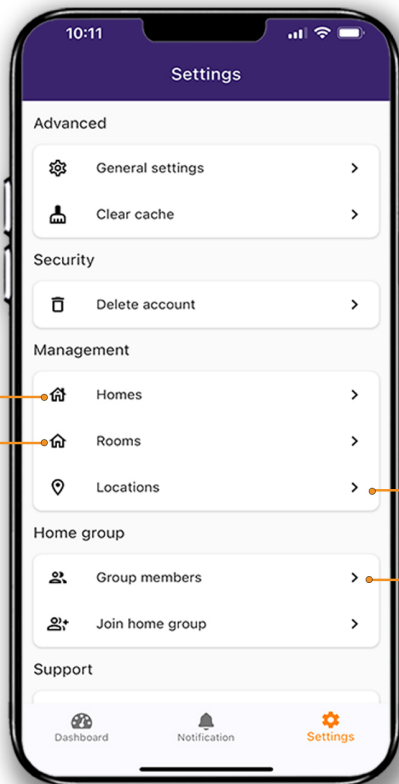 10:11
Settings
Advanced
General settings
Clear cache
Security
Delete account
Management
Homes
Rooms
Locations
Home group
Group members
Join home group
Support
Dashboard
Notification
Settings